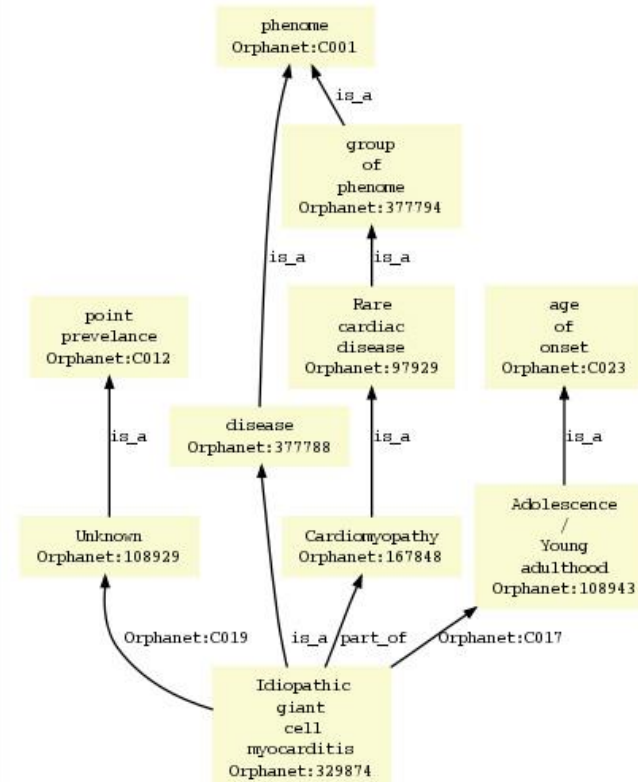 phenome
Orphanet:C001
is_a
group
of
phenome
Orphanet:377794
is_a
is_a
point
prevelance
Orphanet:C012
Rare
cardiac
disease
Orphanet:97929
age
of
onset
Orphanet:C023
is_a
disease
Orphanet:377788
is_a
is_a
Unknown
Orphanet:108929
Cardiomyopathy
Orphanet:167848
Adolescence
/
Young
adulthood
Orphanet:108943
Orphanet:C019
is_a
part_of
Orphanet:C017
Idiopathic
giant
cell
myocarditis
Orphanet:329874